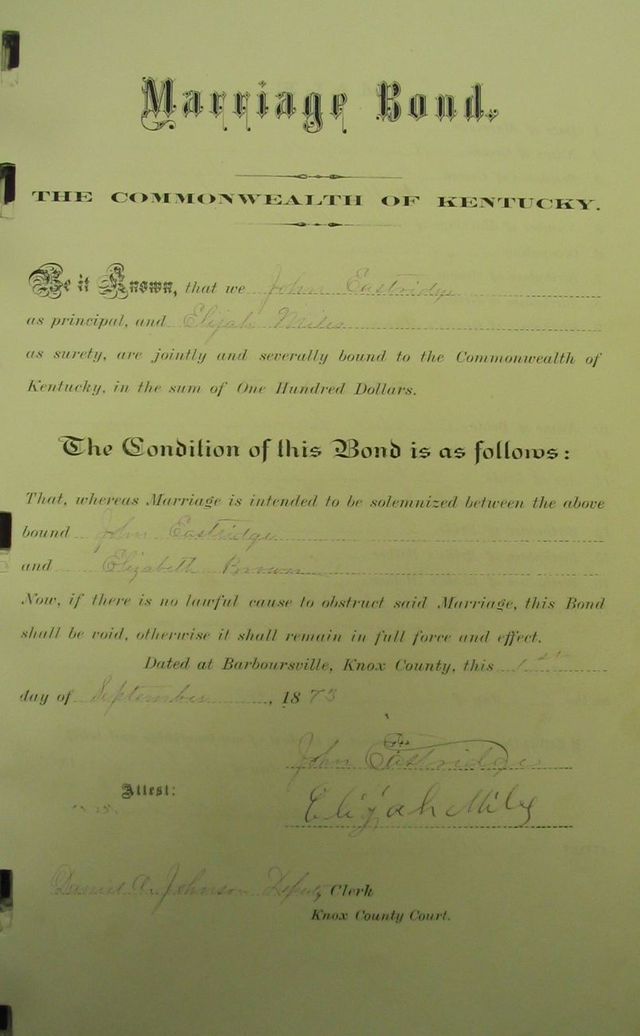 Marriage Bond.
THE COMMONWEALTH OF KENTUCKY.
Be it Known, that we John Eastridge
as principal, and Elijah Miles
as surety, are jointly and severally bound to the Commonwealth of
Kentucky, in the sum of One Hundred Dollars.
The Condition of this Bond is as follows:
That, whereas Marriage is intended to be solemnized between the above
bound John Eastridge
and Elizabeth Brown
Now, if there is no lawful cause to obstruct said Marriage, this Bond
shall be void, otherwise it shall remain in full force and effect.
Dated at Barboursville, Knox County, this 1st
day of September, 1873
John Eastridge
Attest:
Elijah Miles
Daniel A. Johnson Deputy Clerk
Knox County Court.